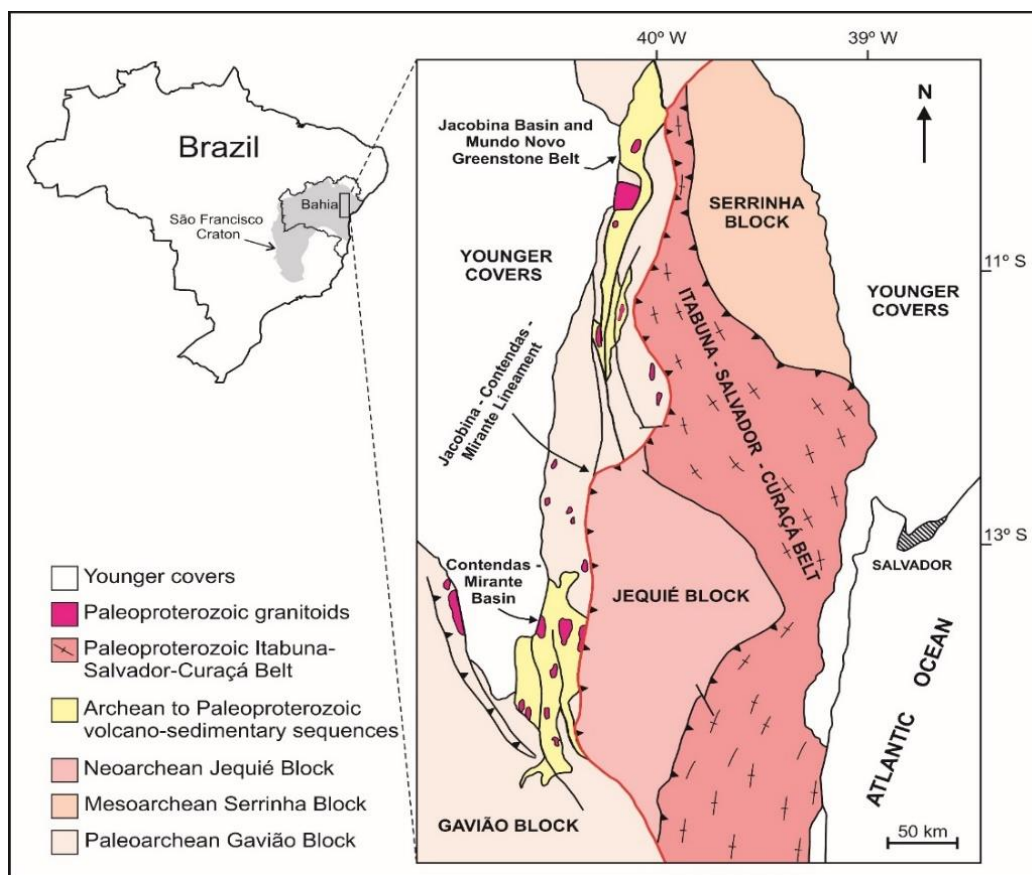 40º W
39º W
Brazil
Bahia
São Francisco
Craton
N
Jacobina Basin and
Mundo Novo
Greenstone Belt
SERRINHA
BLOCK
11º S
YOUNGER
COVERS
YOUNGER
COVERS
ITABUNA - SALVADOR - CURAÇÁ BELT
Jacobina - Contendas -
Mirante Lineament
13º S
SALVADOR
Contendas -
Mirante
Basin
JEQUIÉ BLOCK
ATLANTIC OCEAN
GAVIÃO BLOCK
50 km
Younger covers
Paleoproterozoic granitoids
Paleoproterozoic Itabuna-
Salvador-Curaçá Belt
Archean to Paleoproterozoic
volcano-sedimentary sequences
Neoarchean Jequié Block
Mesoarchean Serrinha Block
Paleoarchean Gavião Block